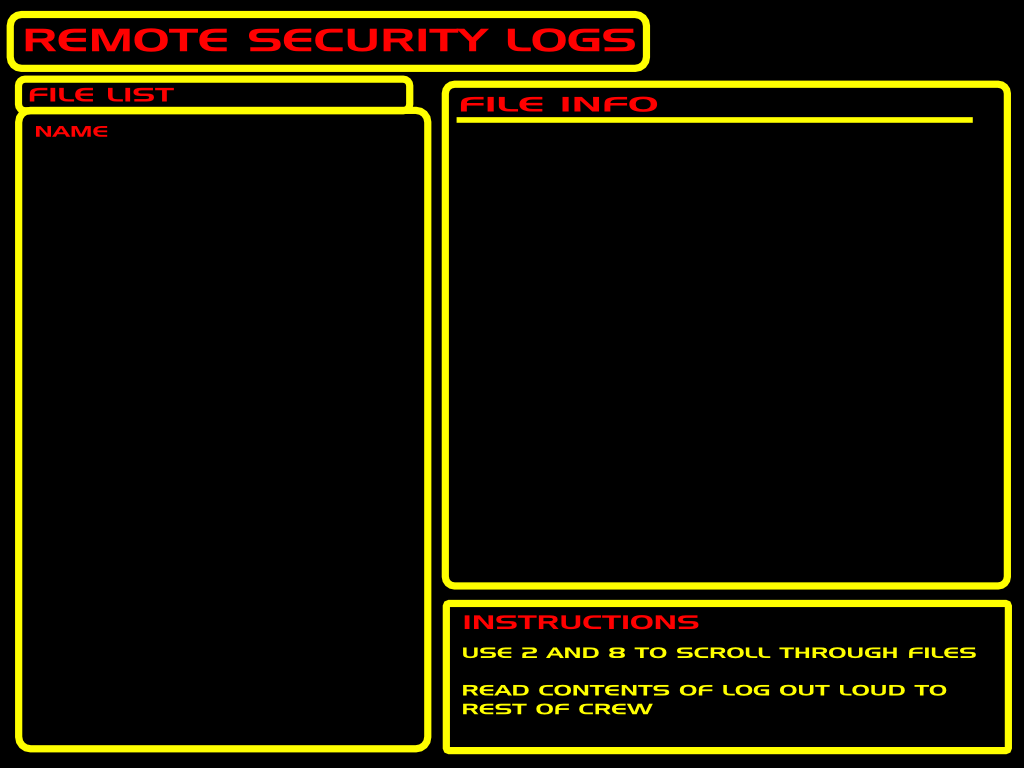 REMOTE SECURITY LOGS
FILE LIST
NAME
FILE INFO
INSTRUCTIONS
USE 2 AND 8 TO SCROLL THROUGH FILES
READ CONTENTS OF LOG OUT LOUD TO
REST OF CREW